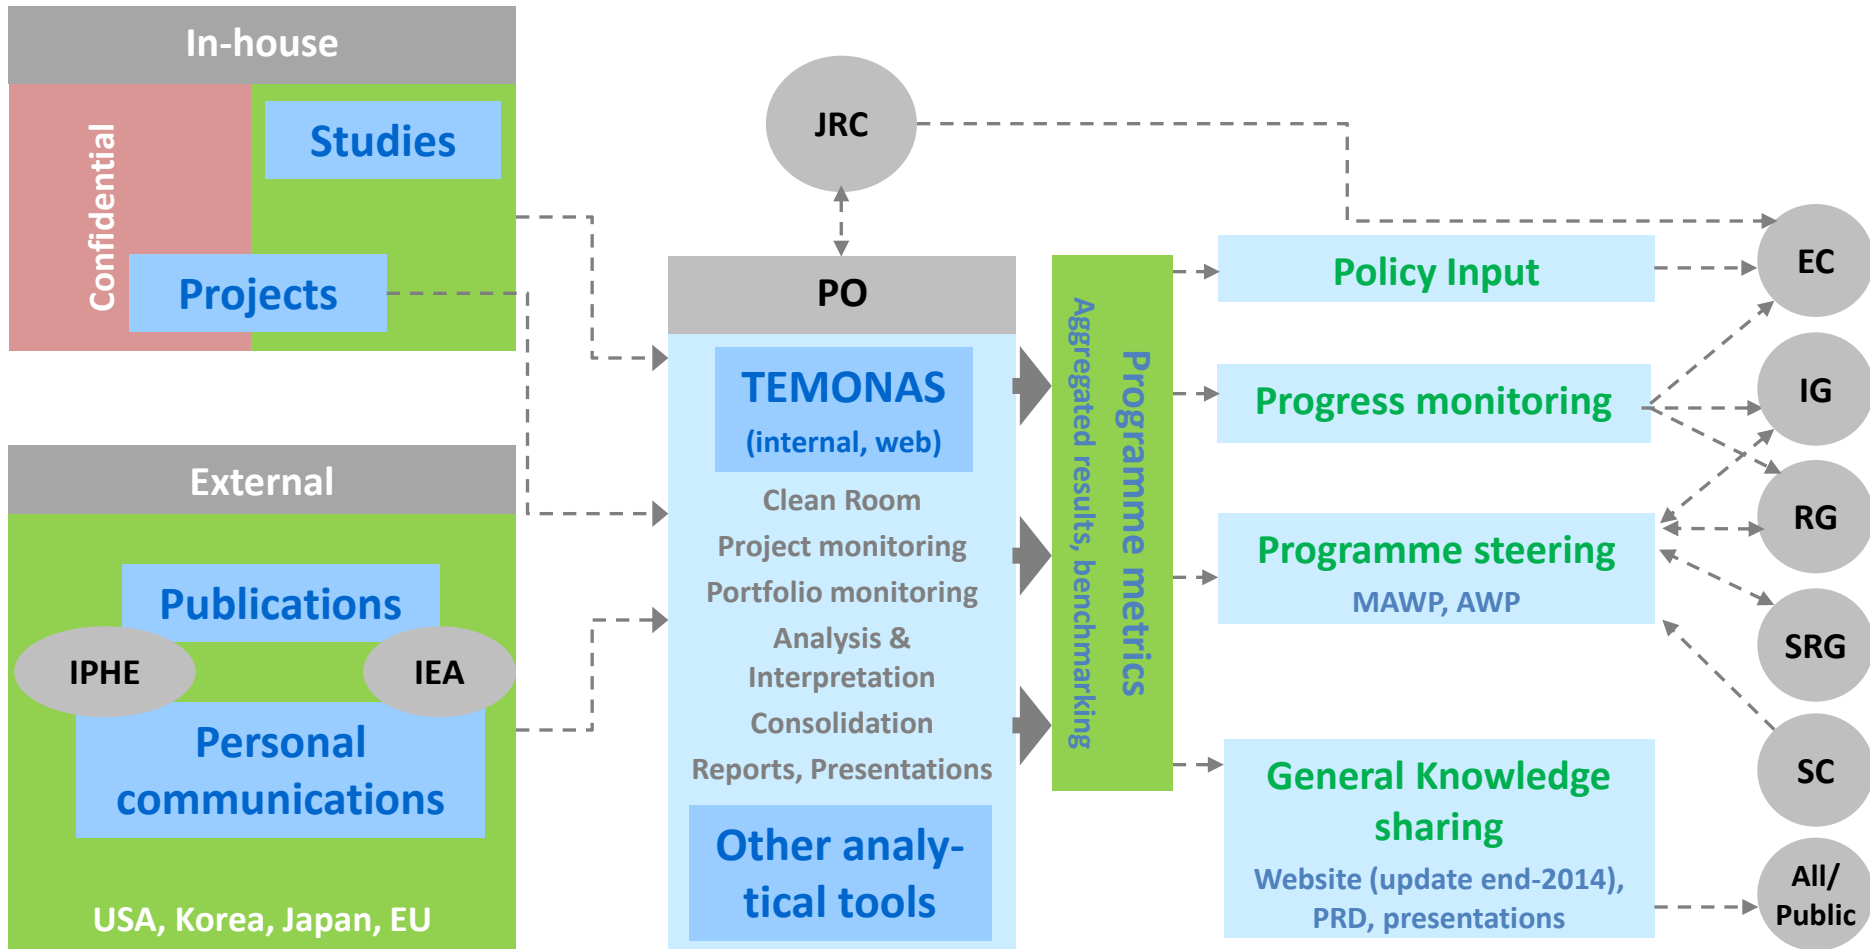 In-house
Confidential
Studies
Projects
External
Publications
IPHE
IEA
Personal
communications
USA, Korea, Japan, EU
JRC
PO
TEMONAS
(internal, web)
Clean Room
Project monitoring
Portfolio monitoring
Analysis &
Interpretation
Consolidation
Reports, Presentations
Other analy-
tical tools
Programme metrics
Aggregated results, benchmarking
Policy Input
Progress monitoring
Programme steering
MAWP, AWP
General Knowledge
sharing
Website (update end-2014),
PRD, presentations
EC
IG
RG
SRG
SC
All/
Public